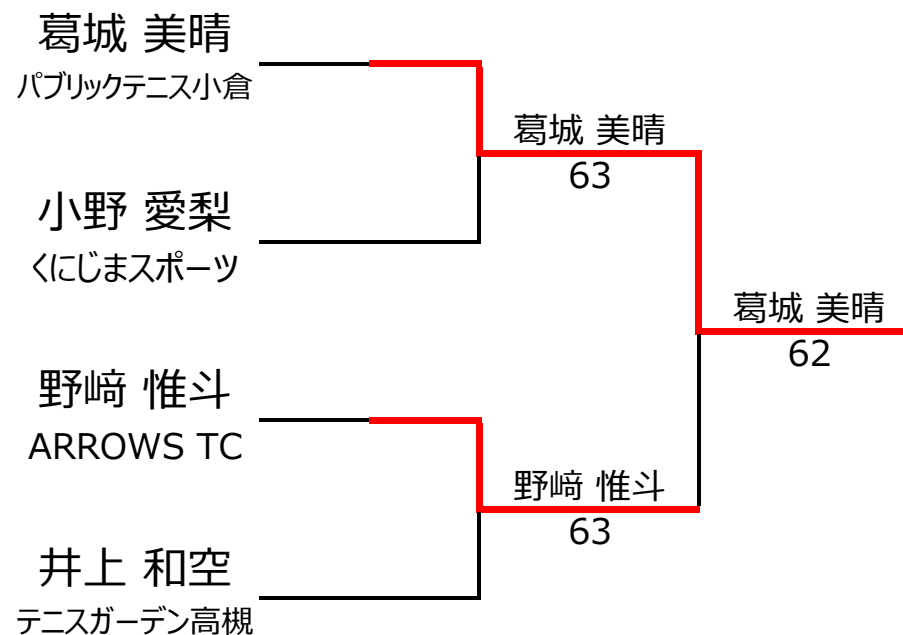 葛城 美晴
パブリックテニス小倉
小野 愛梨
くにじまスポーツ
野﨑 惟斗
ARROWS TC
井上 和空
テニスガーデン高槻
葛城 美晴
63
野﨑 惟斗
63
葛城 美晴
62